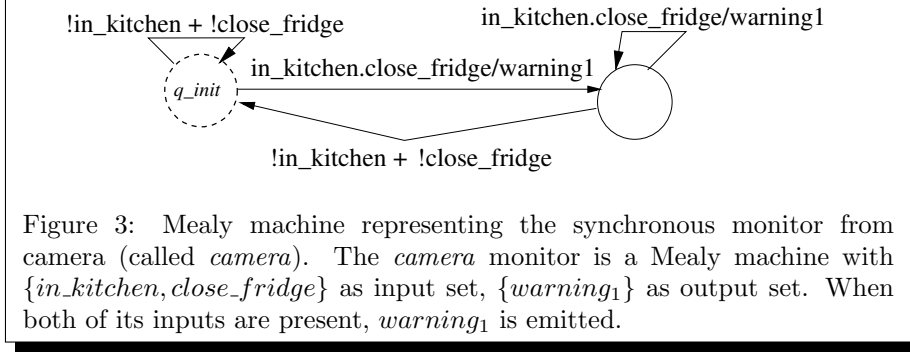 !in_kitchen + !close_fridge
in_kitchen.close_fridge/warning1
in_kitchen.close_fridge/warning1
q_init
!in_kitchen + !close_fridge
Figure 3: Mealy machine representing the synchronous monitor from
camera (called camera). The camera monitor is a Mealy machine with
{in_kitchen, close_fridge} as input set, {warning₁} as output set. When
both of its inputs are present, warning₁ is emitted.